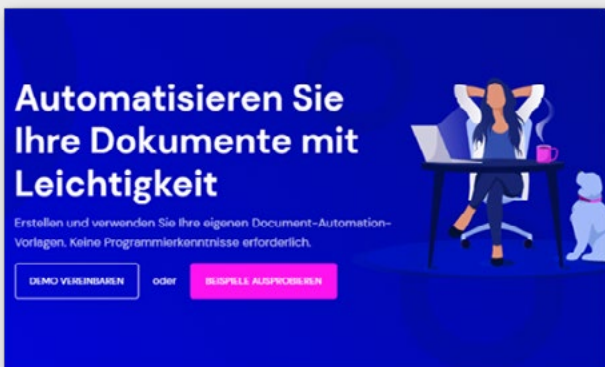 Automatisieren Sie
Ihre Dokumente mit
Leichtigkeit
Erstellen und verwenden Sie Ihre eigenen Document-Automation-
Vorlagen. Keine Programmierkenntnisse erforderlich.
DEMO VEREINBAREN oder BEISPIELE AUSPROBIEREN